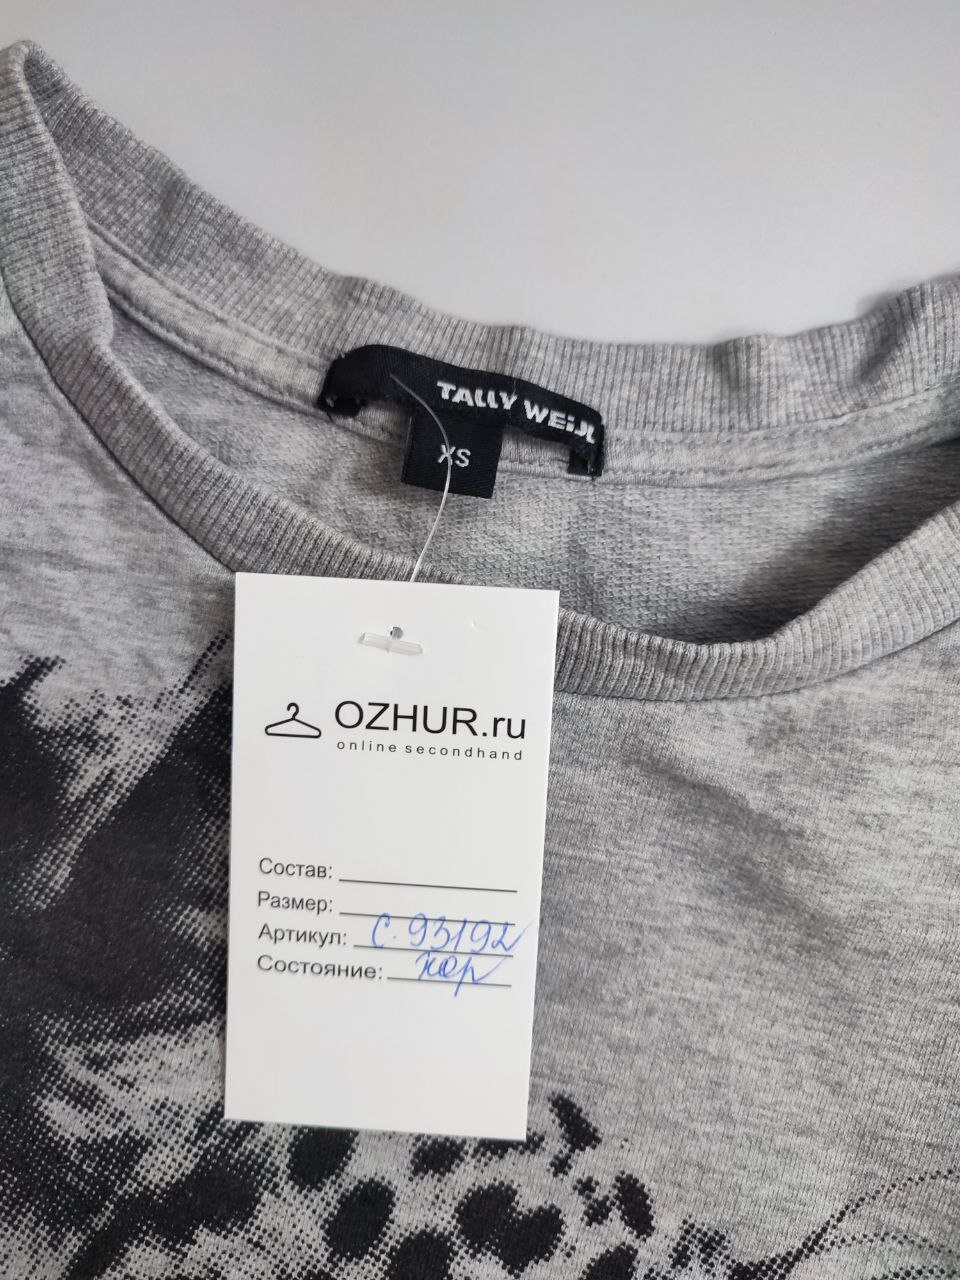 TALLY WEiJL
XS
OZHUR.ru
online secondhand
Состав:
Размер:
Артикул: С. 93192
Состояние: хор